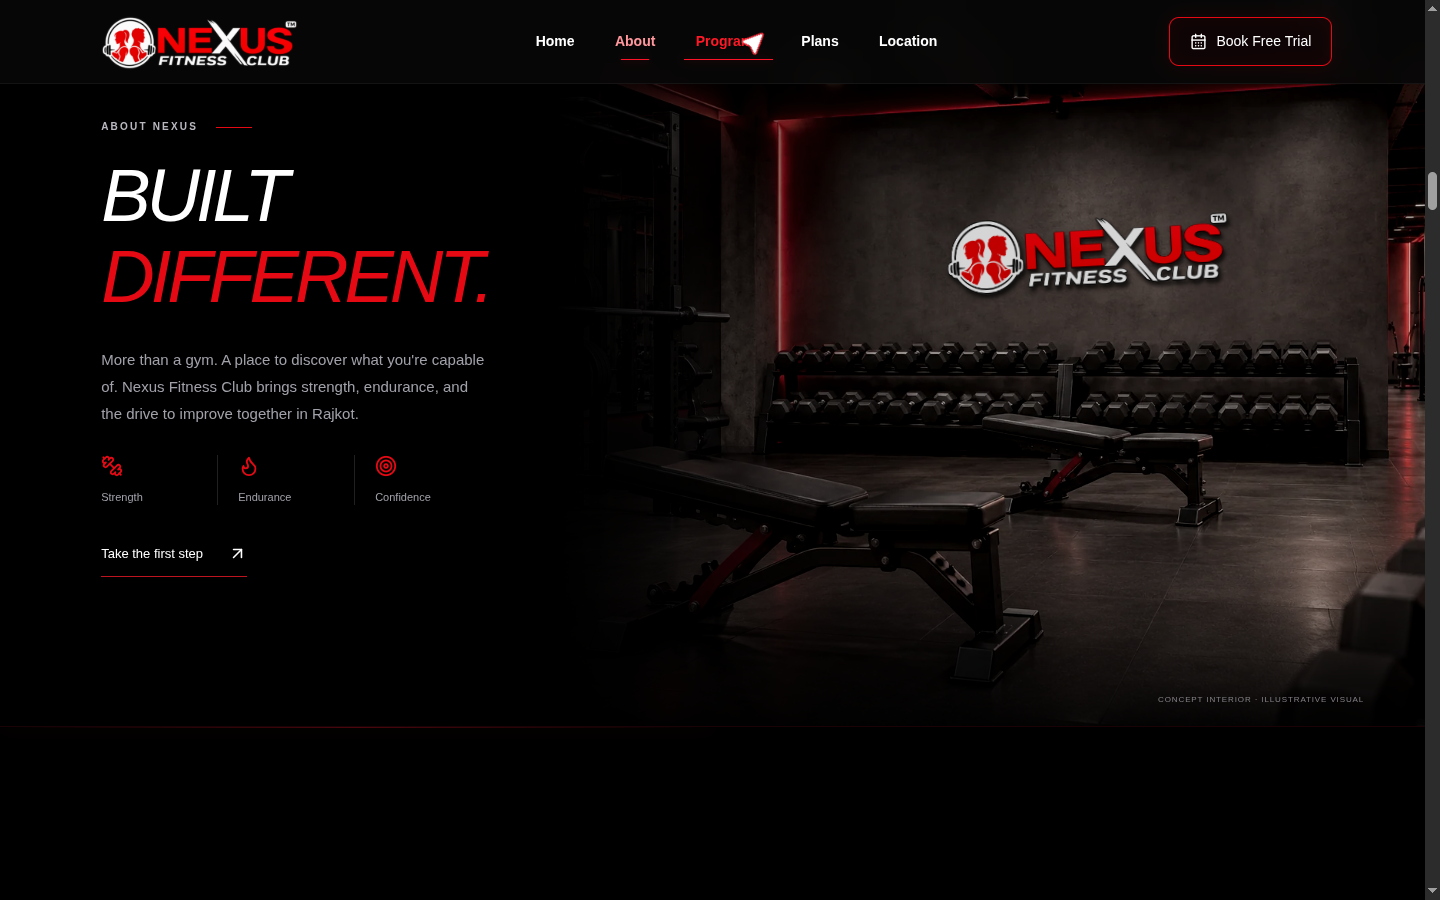 NEXUS
TM
FITNESS CLUB
Home
About
Plans
Location
Book Free Trial
ABOUT NEXUS
BUILT
DIFFERENT.
More than a gym. A place to discover what you're capable
of. Nexus Fitness Club brings strength, endurance, and
the drive to improve together in Rajkot.
Strength
Endurance
Confidence
Take the first step
NEXUS
TM
FITNESS CLUB
CONCEPT INTERIOR · ILLUSTRATIVE VISUAL